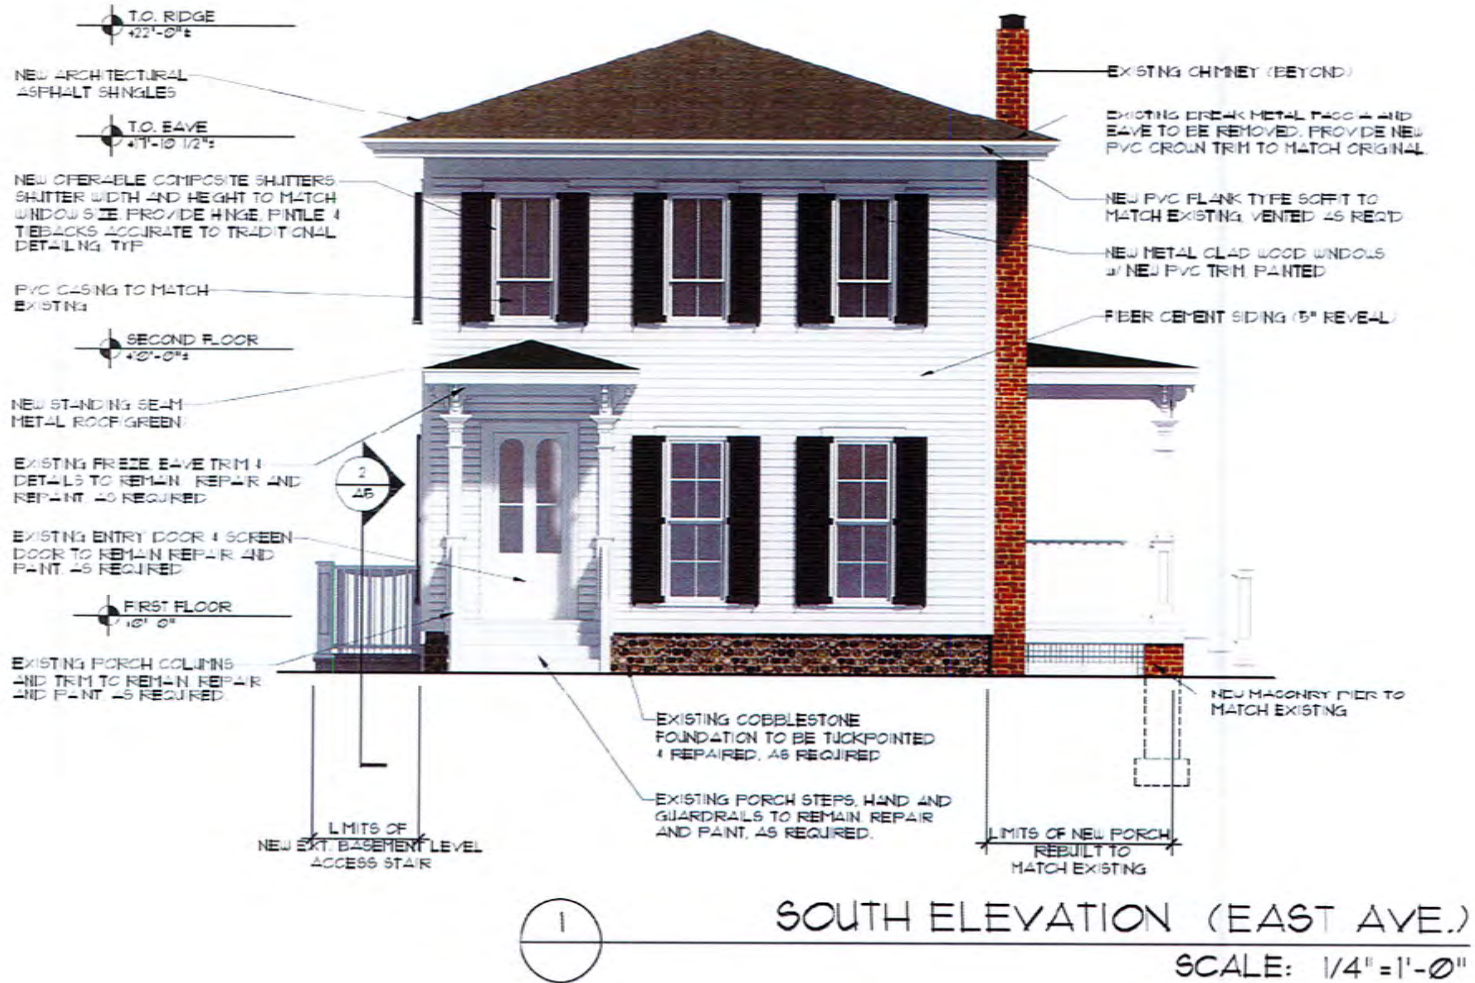 T.O. RIDGE
+22'-0"±
NEW ARCHITECTURAL
ASPHALT SHINGLES
T.O. EAVE
+17'-10 1/2"±
NEW OPERABLE COMPOSITE SHUTTERS.
SHUTTER WIDTH AND HEIGHT TO MATCH
WINDOW SIZE. PROVIDE HINGE, PINTLE &
TIEBACKS ACCURATE TO TRADITIONAL
DETAILING, TYP.
PVC CASING TO MATCH
EXISTING
SECOND FLOOR
NEW STANDING SEAM
METAL ROOF (GREEN)
EXISTING FRIEZE, EAVE TRIM &
DETAILS TO REMAIN. REPAIR AND
REPAINT, AS REQUIRED
2
A5
EXISTING ENTRY DOOR & SCREEN
DOOR TO REMAIN REPAIR AND
PAINT, AS REQUIRED
FIRST FLOOR
EXISTING PORCH COLUMNS
AND TRIM TO REMAIN. REPAIR
AND PAINT, AS REQUIRED.
EXISTING CHIMNEY (BEYOND)
EXISTING BREAK METAL FASCIA AND
EAVE TO BE REMOVED, PROVIDE NEW
PVC CROWN TRIM TO MATCH ORIGINAL.
NEW PVC PLANK TYPE SOFFIT TO
MATCH EXISTING, VENTED AS REQ'D
NEW METAL CLAD WOOD WINDOWS
w/ NEW PVC TRIM, PAINTED
FIBER CEMENT SIDING (5" REVEAL)
NEW MASONRY PIER TO
MATCH EXISTING
EXISTING COBBLESTONE
FOUNDATION TO BE TUCKPOINTED
& REPAIRED, AS REQUIRED
EXISTING PORCH STEPS, HAND AND
GUARDRAILS TO REMAIN. REPAIR
AND PAINT, AS REQUIRED.
LIMITS OF
NEW EXT. BASEMENT LEVEL
ACCESS STAIR
LIMITS OF NEW PORCH
REBUILT TO
MATCH EXISTING
1
SOUTH ELEVATION (EAST AVE.)
SCALE: 1/4"=1'-0"